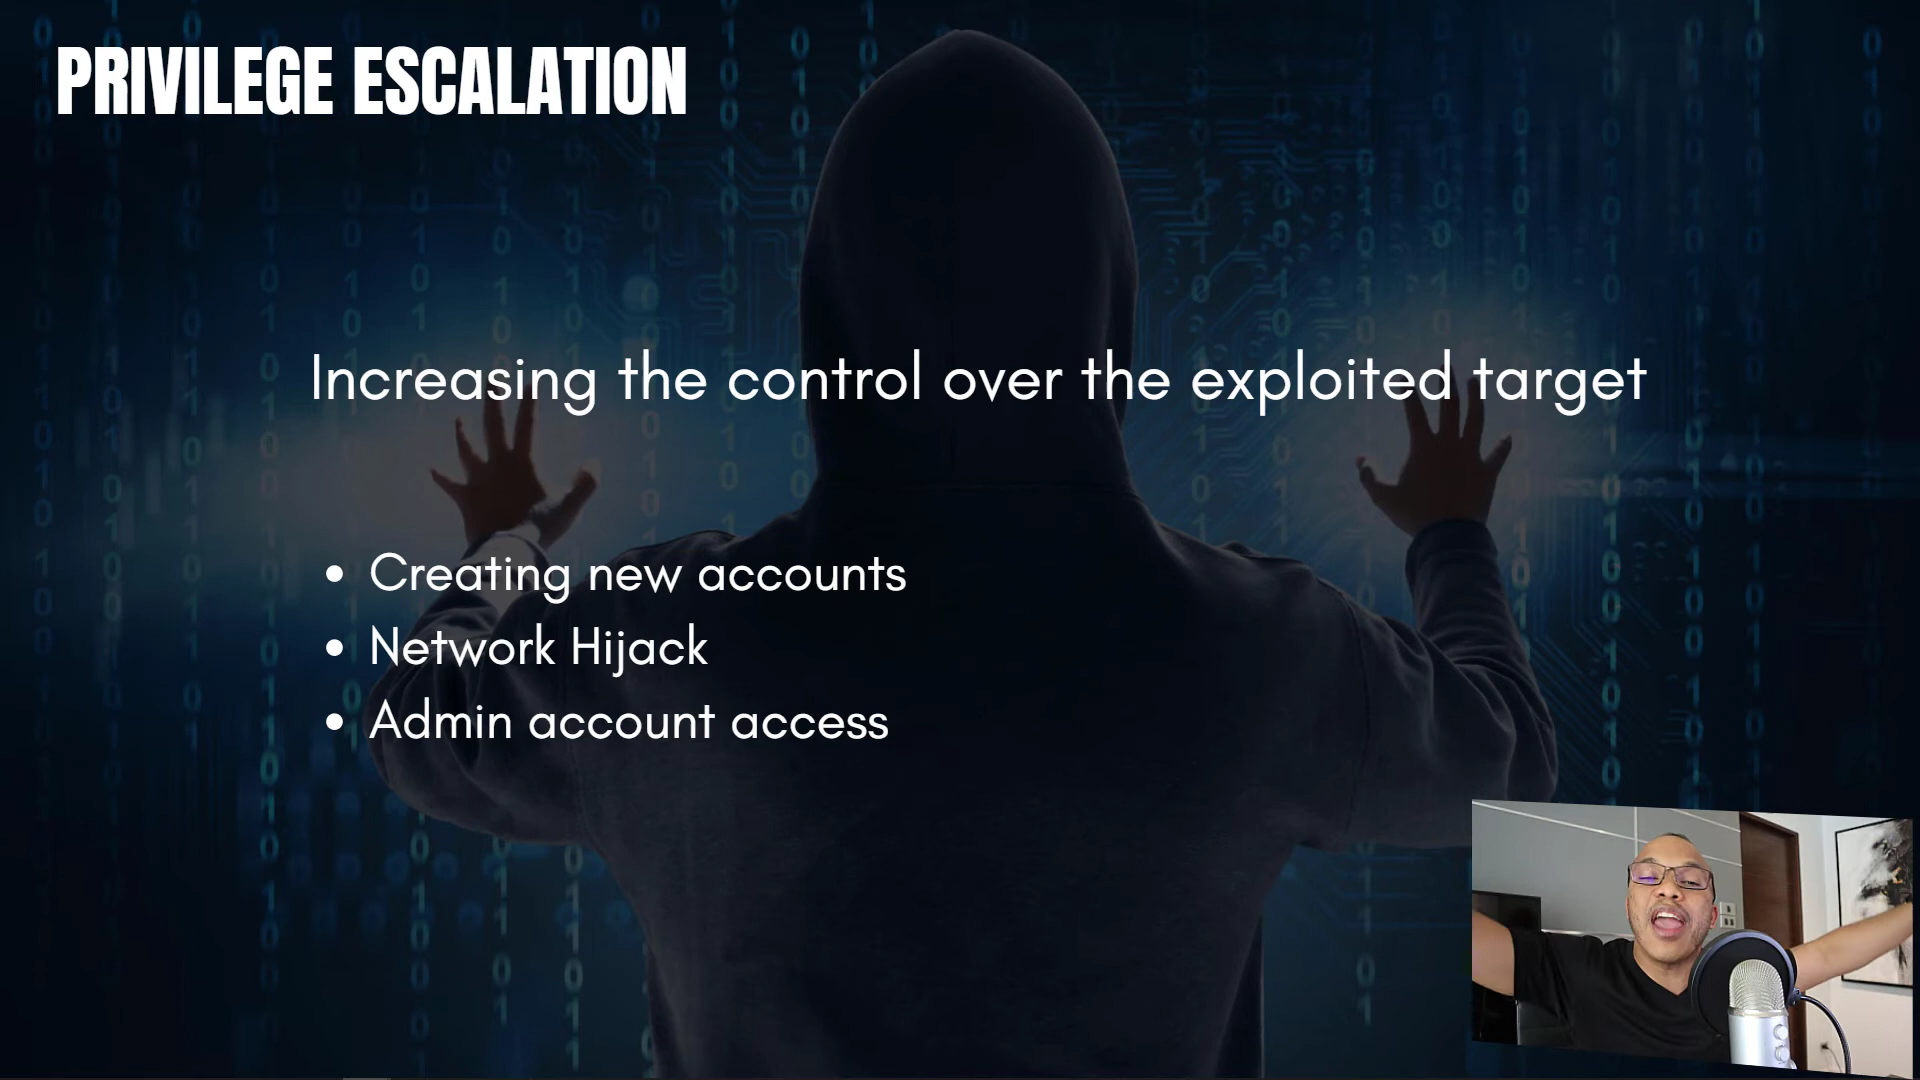 PRIVILEGE ESCALATION
Increasing the control over the exploited target
• Creating new accounts
• Network Hijack
• Admin account access